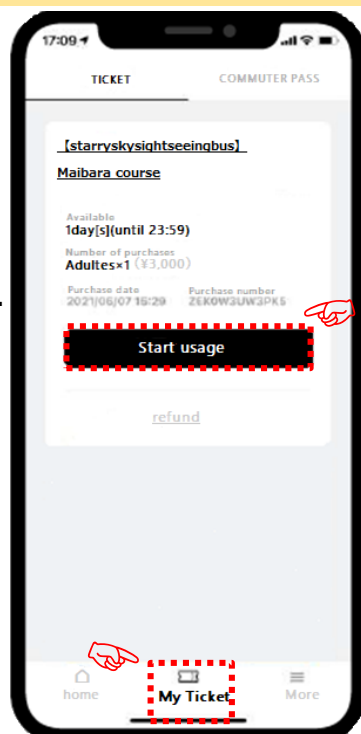 17:09
TICKET COMMUTER PASS
【starryskysightseeingbus】
Maibara course
Available
1day[s](until 23:59)
Number of purchases
Adultes×1 (¥3,000)
Purchase date Purchase number
2021/06/07 16:29 ZEK0W3UW3PK5
Start usage
refund
home My Ticket More